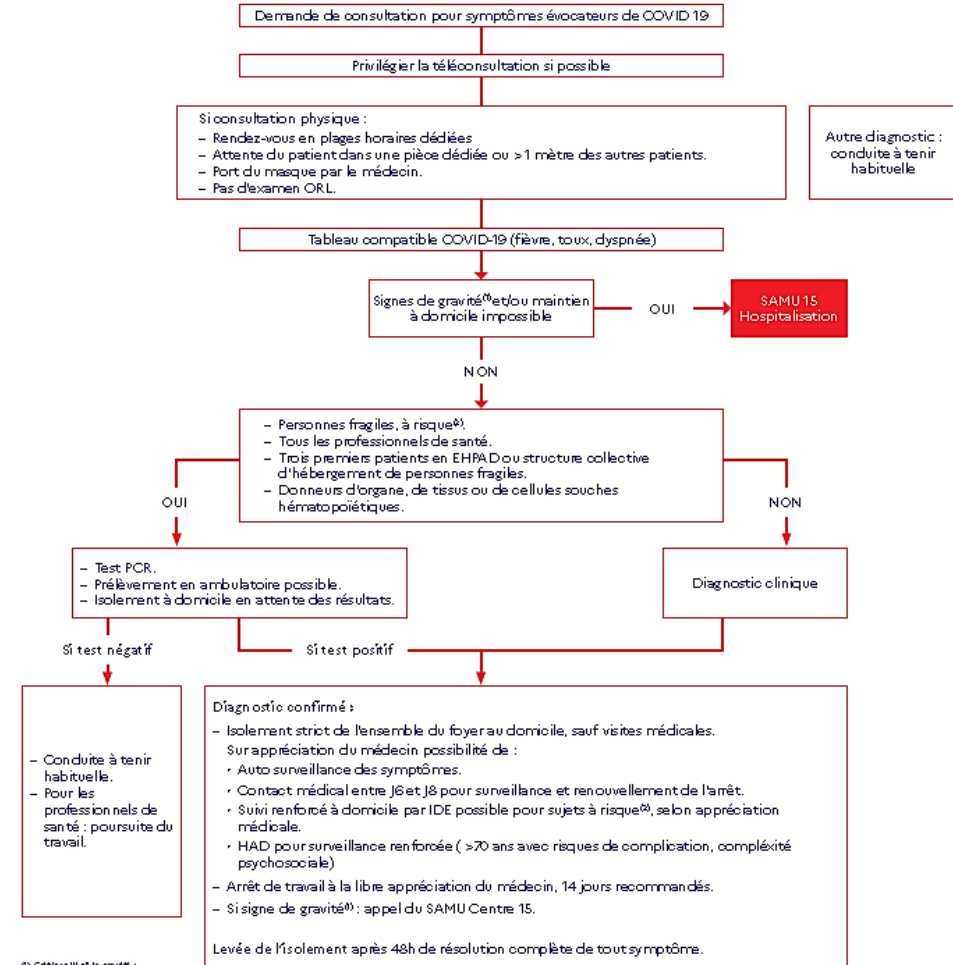 Demande de consultation pour symptômes évocateurs de COVID 19
Privilégier la téléconsultation si possible
Si consultation physique :
– Rendez-vous en plages horaires dédiées
– Attente du patient dans une pièce dédiée ou >1 mètre des autres patients.
– Port du masque par le médecin.
– Pas d'examen ORL.
Autre diagnostic :
conduite à tenir
habituelle
Tableau compatible COVID-19 (fièvre, toux, dyspnée)
Signes de gravité⁽¹⁾ et/ou maintien
à domicile impossible
OUI
SAMU 15
Hospitalisation
NON
– Personnes fragiles, à risque⁽²⁾.
– Tous les professionnels de santé.
– Trois premiers patients en EHPAD ou structure collective
d'hébergement de personnes fragiles.
– Donneurs d'organe, de tissus ou de cellules souches
hématopoïétiques.
OUI
NON
– Test PCR.
– Prélèvement en ambulatoire possible.
– Isolement à domicile en attente des résultats.
Diagnostic clinique
Si test négatif
Si test positif
– Conduite à tenir
habituelle.
– Pour les
professionnels de
santé : poursuite du
travail.
Diagnostic confirmé :
– Isolement strict de l'ensemble du foyer au domicile, sauf visites médicales.
Sur appréciation du médecin possibilité de :
· Auto surveillance des symptômes.
· Contact médical entre J6 et J8 pour surveillance et renouvellement de l'arrêt.
· Suivi renforcé à domicile par IDE possible pour sujets à risque⁽²⁾, selon appréciation
médicale.
· HAD pour surveillance renforcée ( >70 ans avec risques de complication, compléxité
psychosociale)
– Arrêt de travail à la libre appréciation du médecin, 14 jours recommandés.
– Si signe de gravité⁽¹⁾ : appel du SAMU Centre 15.
Levée de l'isolement après 48h de résolution complète de tout symptôme.